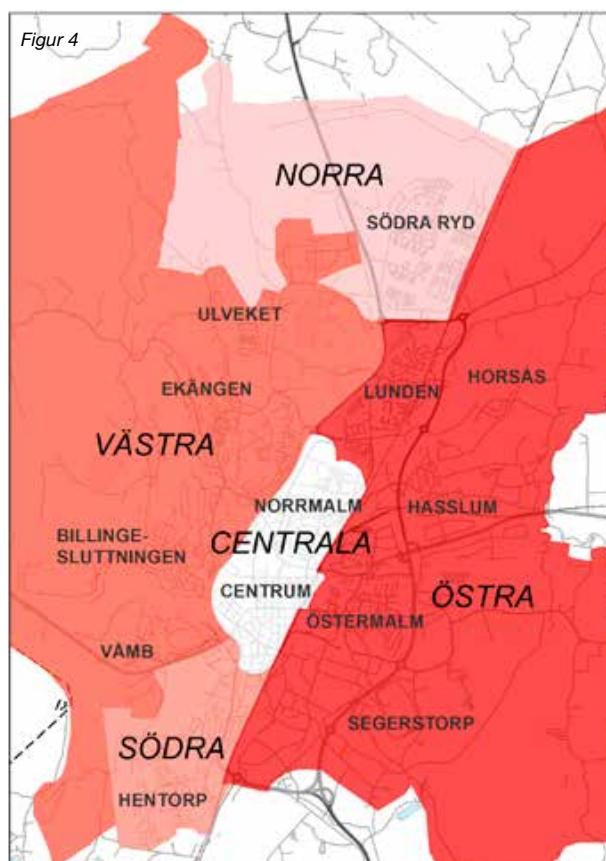 Figur 4
NORRA
SÖDRA RYD
ULVEKET
HORSÅS
EKÄNGEN
LUNDEN
VÄSTRA
NORRMALM
HASSLUM
BILLINGE-
SLUTTNINGEN
CENTRALA
CENTRUM
ÖSTRA
ÖSTERMALM
VÅMB
SEGERSTORP
SÖDRA
HENTORP